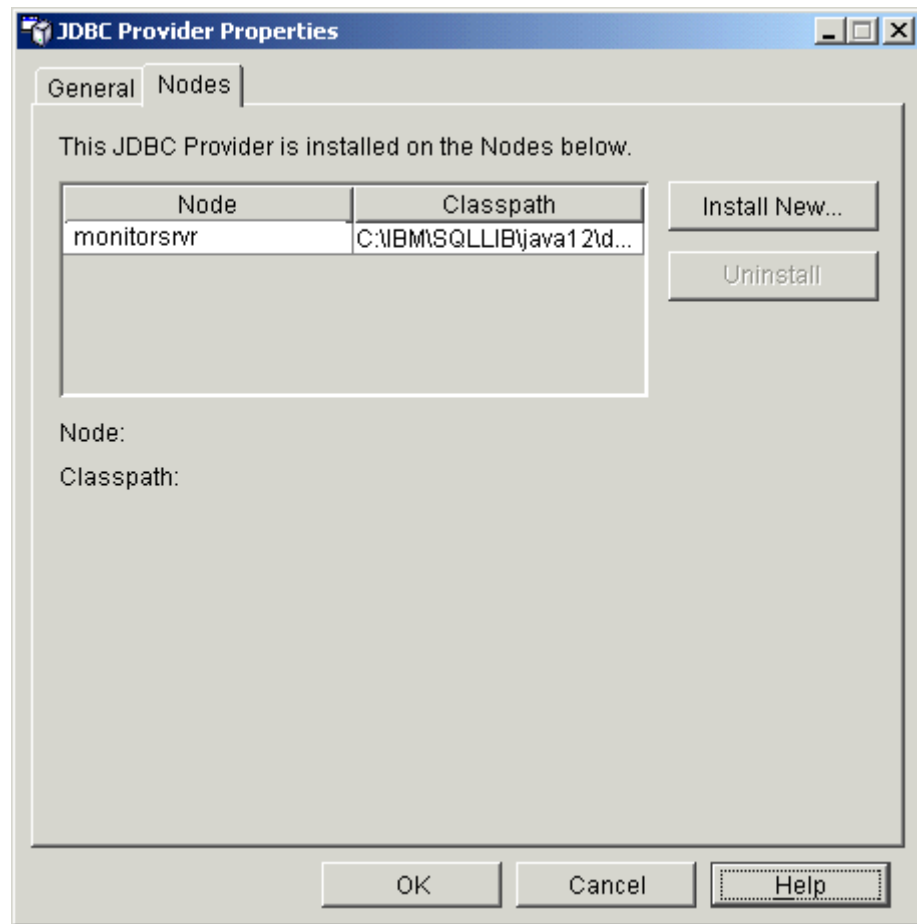 JDBC Provider Properties
General Nodes
This JDBC Provider is installed on the Nodes below.
Node Classpath
Install New...
monitorsrvr C:\IBM\SQLLIB\java12\d...
Uninstall
Node:
Classpath:
OK Cancel Help